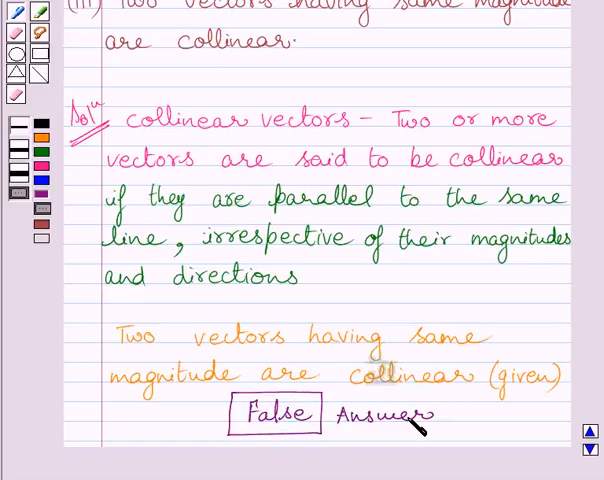 (iii) Two vectors having same magnitude
are collinear.
Solⁿ Collinear vectors - Two or more
vectors are said to be collinear
if they are parallel to the same
line, irrespective of their magnitudes
and directions
Two vectors having same
magnitude are collinear (given)
False Answer